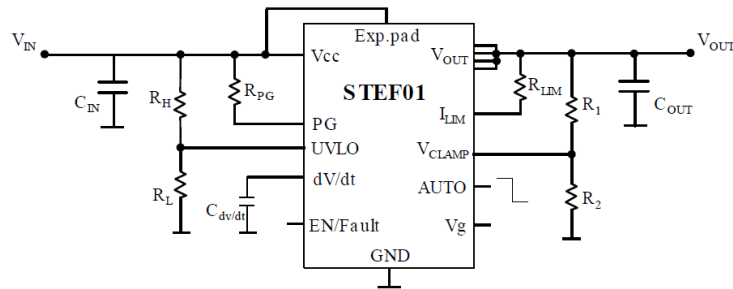 Exp.pad
VIN
Vcc
VOUT
VOUT
STEF01
CIN
RH
RPG
RLIM
R1
COUT
PG
ILIM
UVLO
VCLAMP
RL
dV/dt
AUTO
R2
Cdv/dt
EN/Fault
Vg
GND